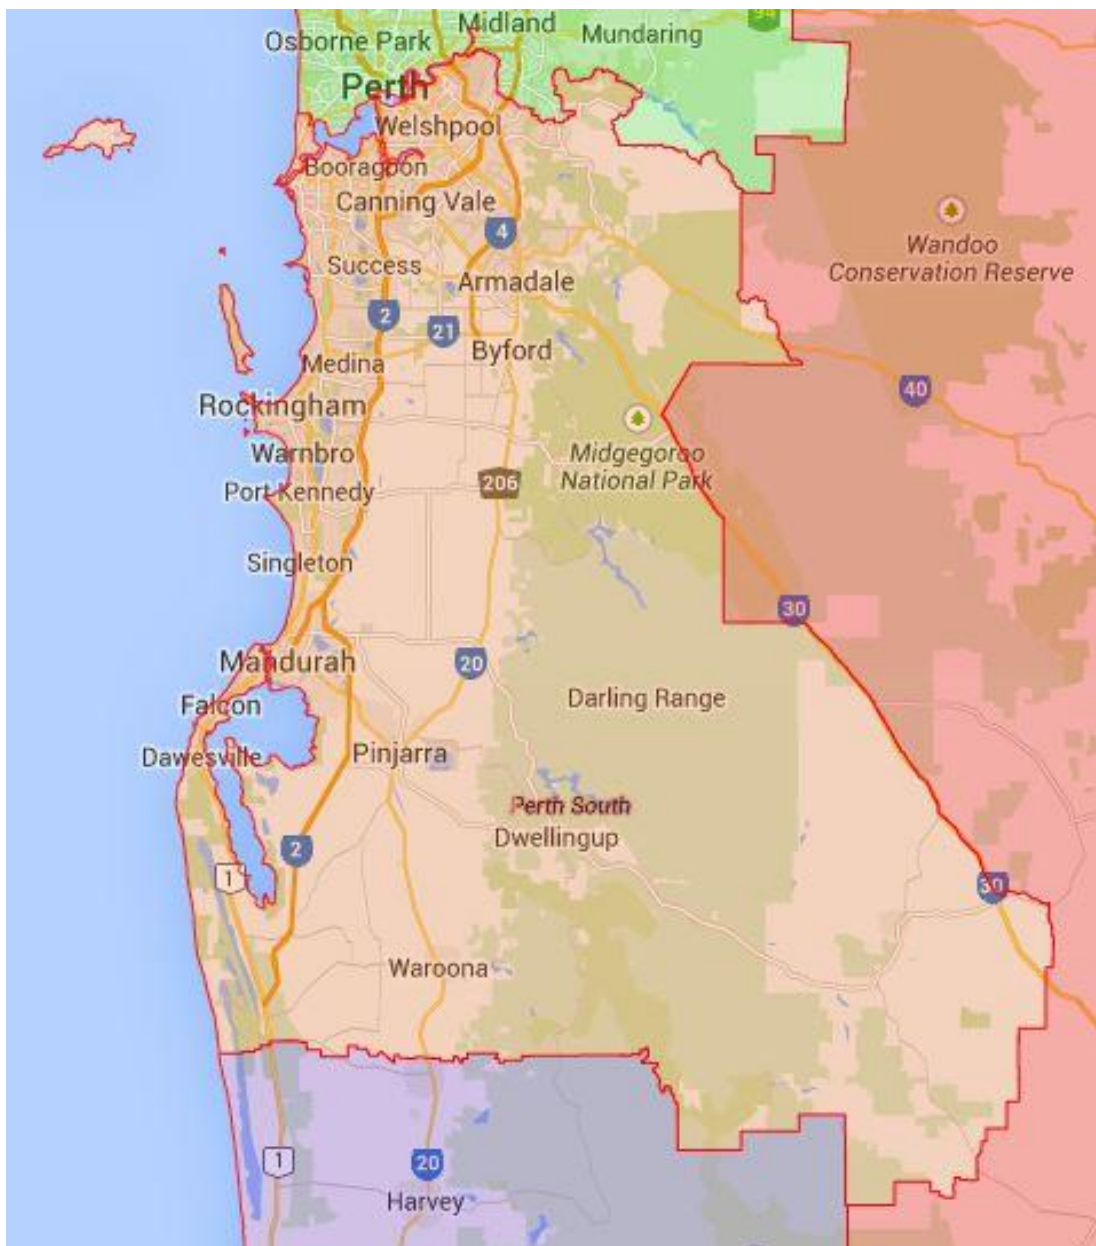 94
Midland
Osborne Park
Mundaring
Perth
Welshpool
Booragoon
Canning Vale
4
Wandoo
Conservation Reserve
Success
Armadale
2
21
Byford
Medina
40
Rockingham
Midgegoroo
National Park
Warnbro
206
Port Kennedy
Singleton
30
Mandurah
20
Darling Range
Falcon
Dawesville
Pinjarra
Perth South
Dwellingup
2
1
30
Waroona
1
20
Harvey